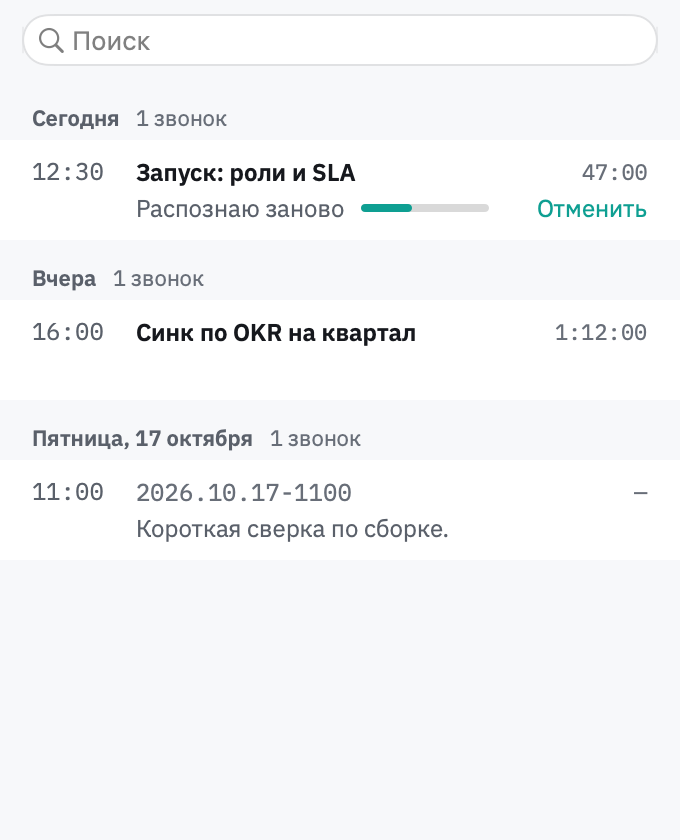 Поиск
Сегодня 1 звонок
12:30 Запуск: роли и SLA 47:00
Распознаю заново Отменить
Вчера 1 звонок
16:00 Синк по OKR на квартал 1:12:00
Пятница, 17 октября 1 звонок
11:00 2026.10.17-1100 —
Короткая сверка по сборке.